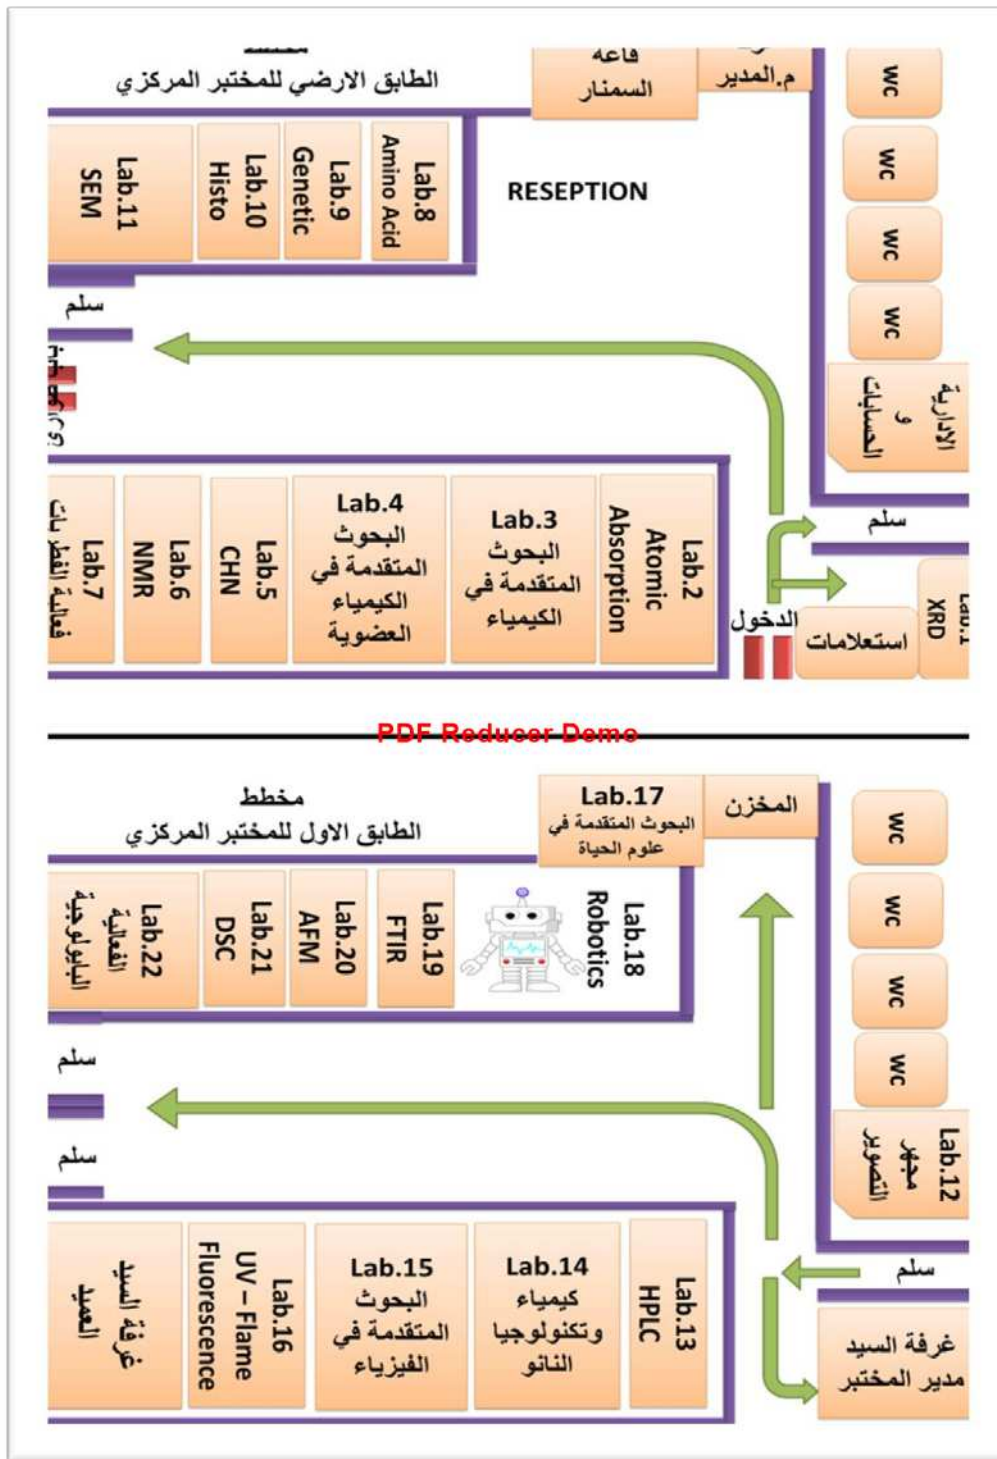 الطابق الارضي للمختبر المركزي
قاعة
السمنار
م.المدير
WC
WC
WC
WC
Lab.11
SEM
Lab.10
Histo
Lab.9
Genetic
Lab.8
Amino Acid
RESEPTION
سلم
الادارية
و
الحسابات
سلم
Lab.7
فعالية الفطريات
Lab.6
NMR
Lab.5
CHN
Lab.4
البحوث
المتقدمة في
الكيمياء
العضوية
Lab.3
البحوث
المتقدمة في
الكيمياء
Lab.2
Atomic
Absorption
الدخول
استعلامات
Lab.1
XRD
PDF Reducer Demo
مخطط
الطابق الاول للمختبر المركزي
Lab.17
البحوث المتقدمة في
علوم الحياة
المخزن
WC
WC
WC
WC
Lab.22
الفعالية
البايولوجية
Lab.21
DSC
Lab.20
AFM
Lab.19
FTIR
Lab.18
Robotics
سلم
سلم
Lab.12
مجهر
التصوير
سلم
غرفة السيد
العميد
Lab.16
UV – Flame
Fluorescence
Lab.15
البحوث
المتقدمة في
الفيزياء
Lab.14
كيمياء
وتكنولوجيا
النانو
Lab.13
HPLC
غرفة السيد
مدير المختبر